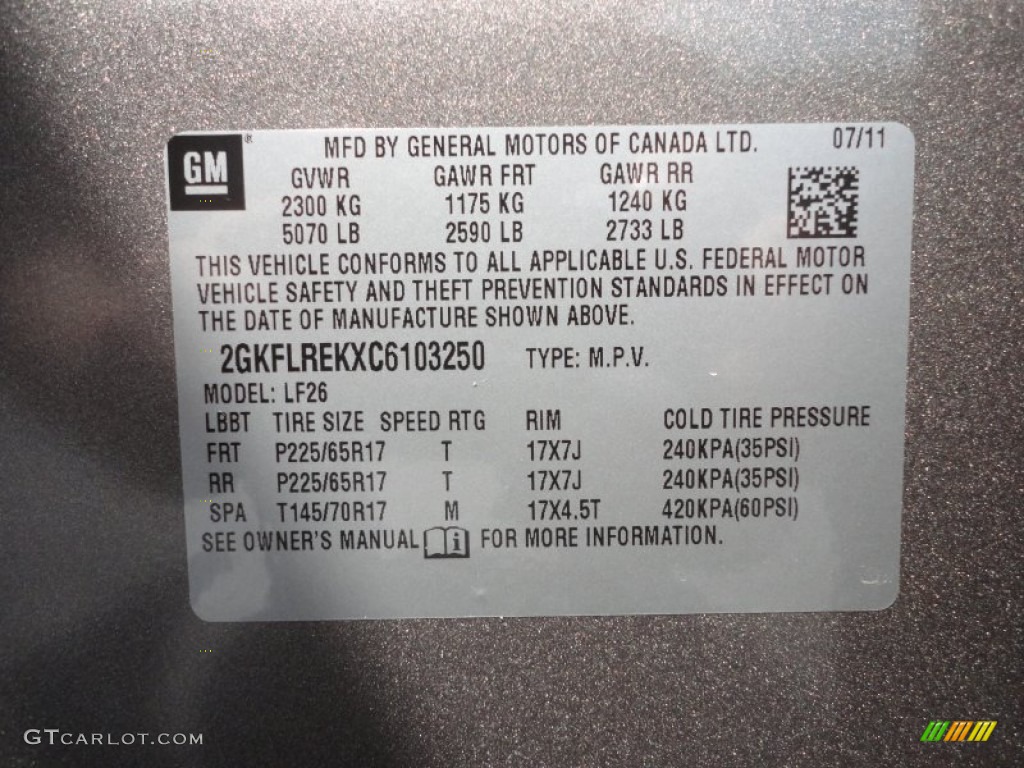 GM
MFD BY GENERAL MOTORS OF CANADA LTD. 07/11
GVWR GAWR FRT GAWR RR
2300 KG 1175 KG 1240 KG
5070 LB 2590 LB 2733 LB
THIS VEHICLE CONFORMS TO ALL APPLICABLE U.S. FEDERAL MOTOR
VEHICLE SAFETY AND THEFT PREVENTION STANDARDS IN EFFECT ON
THE DATE OF MANUFACTURE SHOWN ABOVE.
2GKFLREKXC6103250 TYPE: M.P.V.
MODEL: LF26
LBBT TIRE SIZE SPEED RTG RIM COLD TIRE PRESSURE
FRT P225/65R17 T 17X7J 240KPA(35PSI)
RR P225/65R17 T 17X7J 240KPA(35PSI)
SPA T145/70R17 M 17X4.5T 420KPA(60PSI)
SEE OWNER'S MANUAL FOR MORE INFORMATION.
GTCARLOT.COM